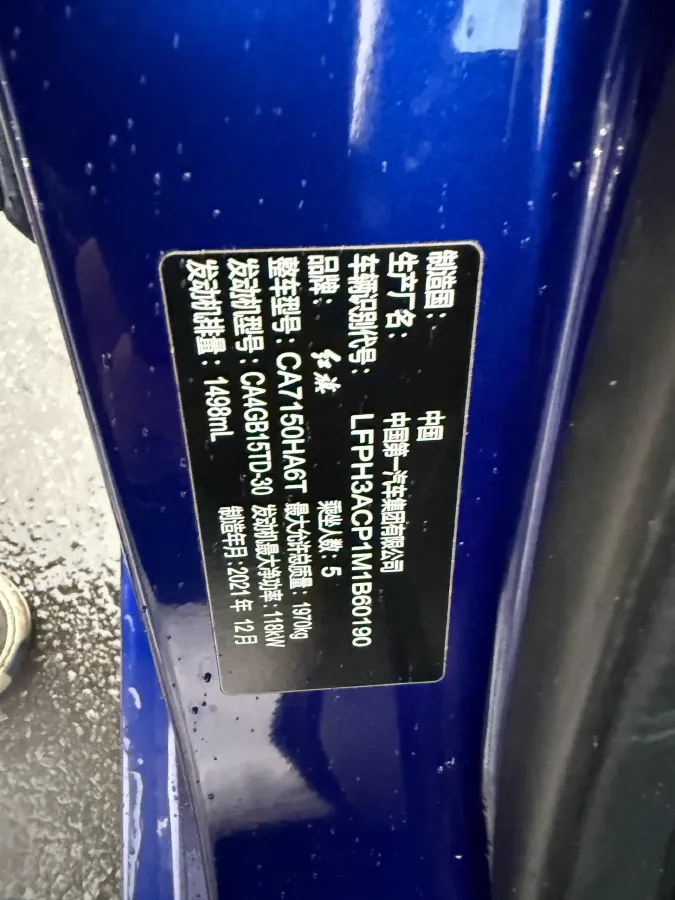 制造国： 中国
生产厂名： 中国第一汽车集团有限公司
车辆识别代号： LFPH3ACP1M1B60190
品牌： 红旗 乘坐人数：5
整车型号：CA7150HA6T 最大允许总质量：1970kg
发动机型号：CA4GB15TD-30 发动机最大净功率：118kW
发动机排量：1498mL 制造年月：2021年 12月